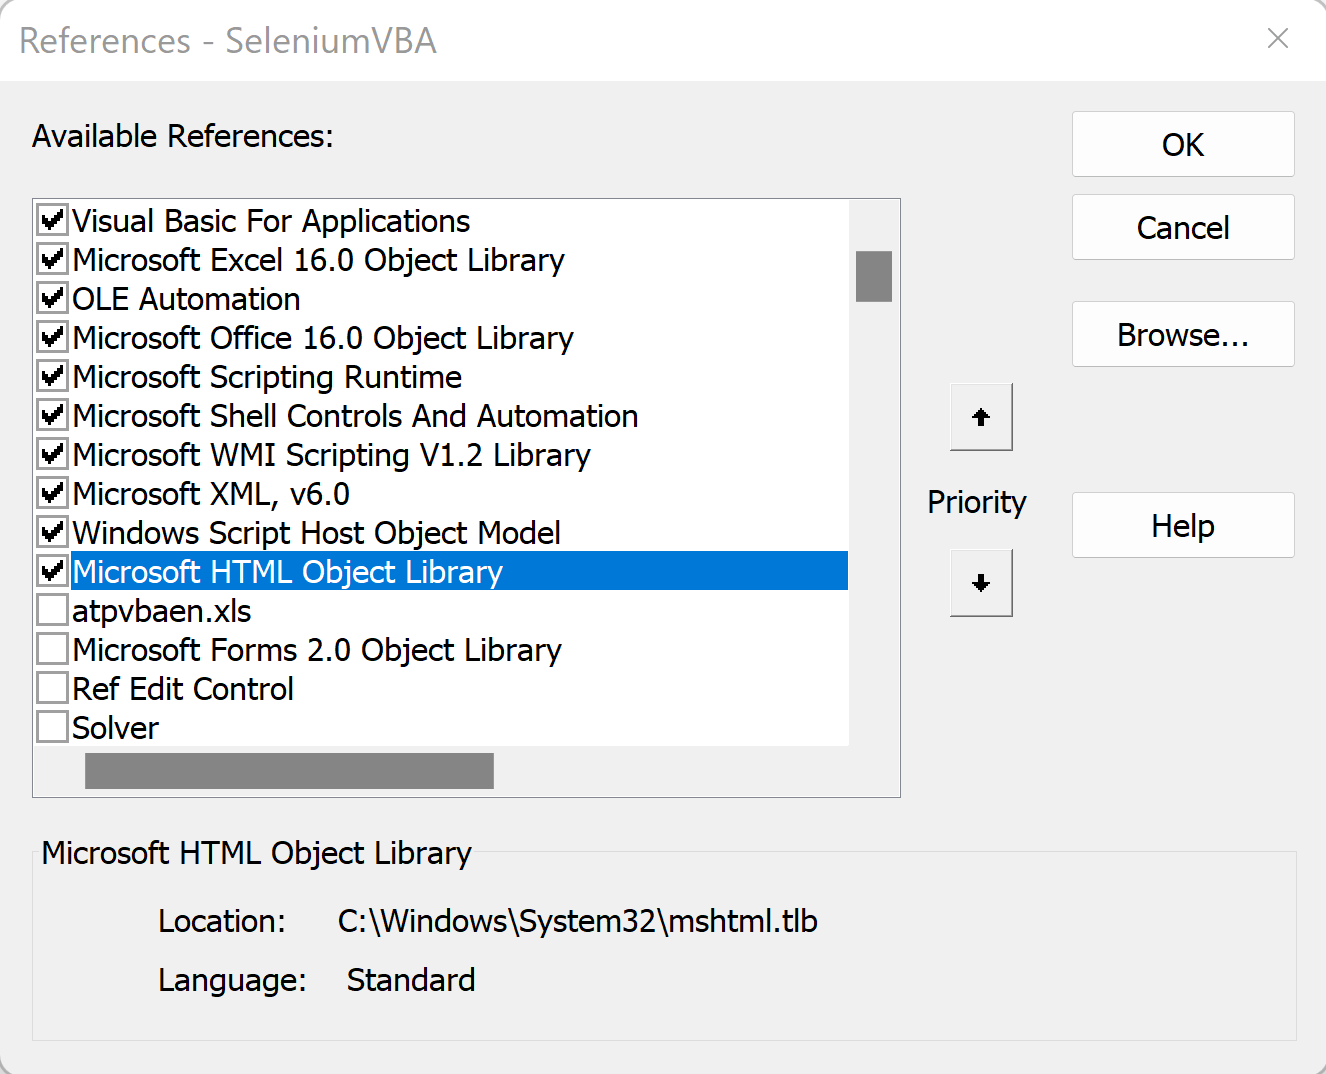 References - SeleniumVBA
Available References:
OK
Cancel
Browse...
Visual Basic For Applications
Microsoft Excel 16.0 Object Library
OLE Automation
Microsoft Office 16.0 Object Library
Microsoft Scripting Runtime
Microsoft Shell Controls And Automation
Microsoft WMI Scripting V1.2 Library
Microsoft XML, v6.0
Windows Script Host Object Model
Microsoft HTML Object Library
atpvbaen.xls
Microsoft Forms 2.0 Object Library
Ref Edit Control
Solver
Priority
Help
Microsoft HTML Object Library
Location: C:\Windows\System32\mshtml.tlb
Language: Standard